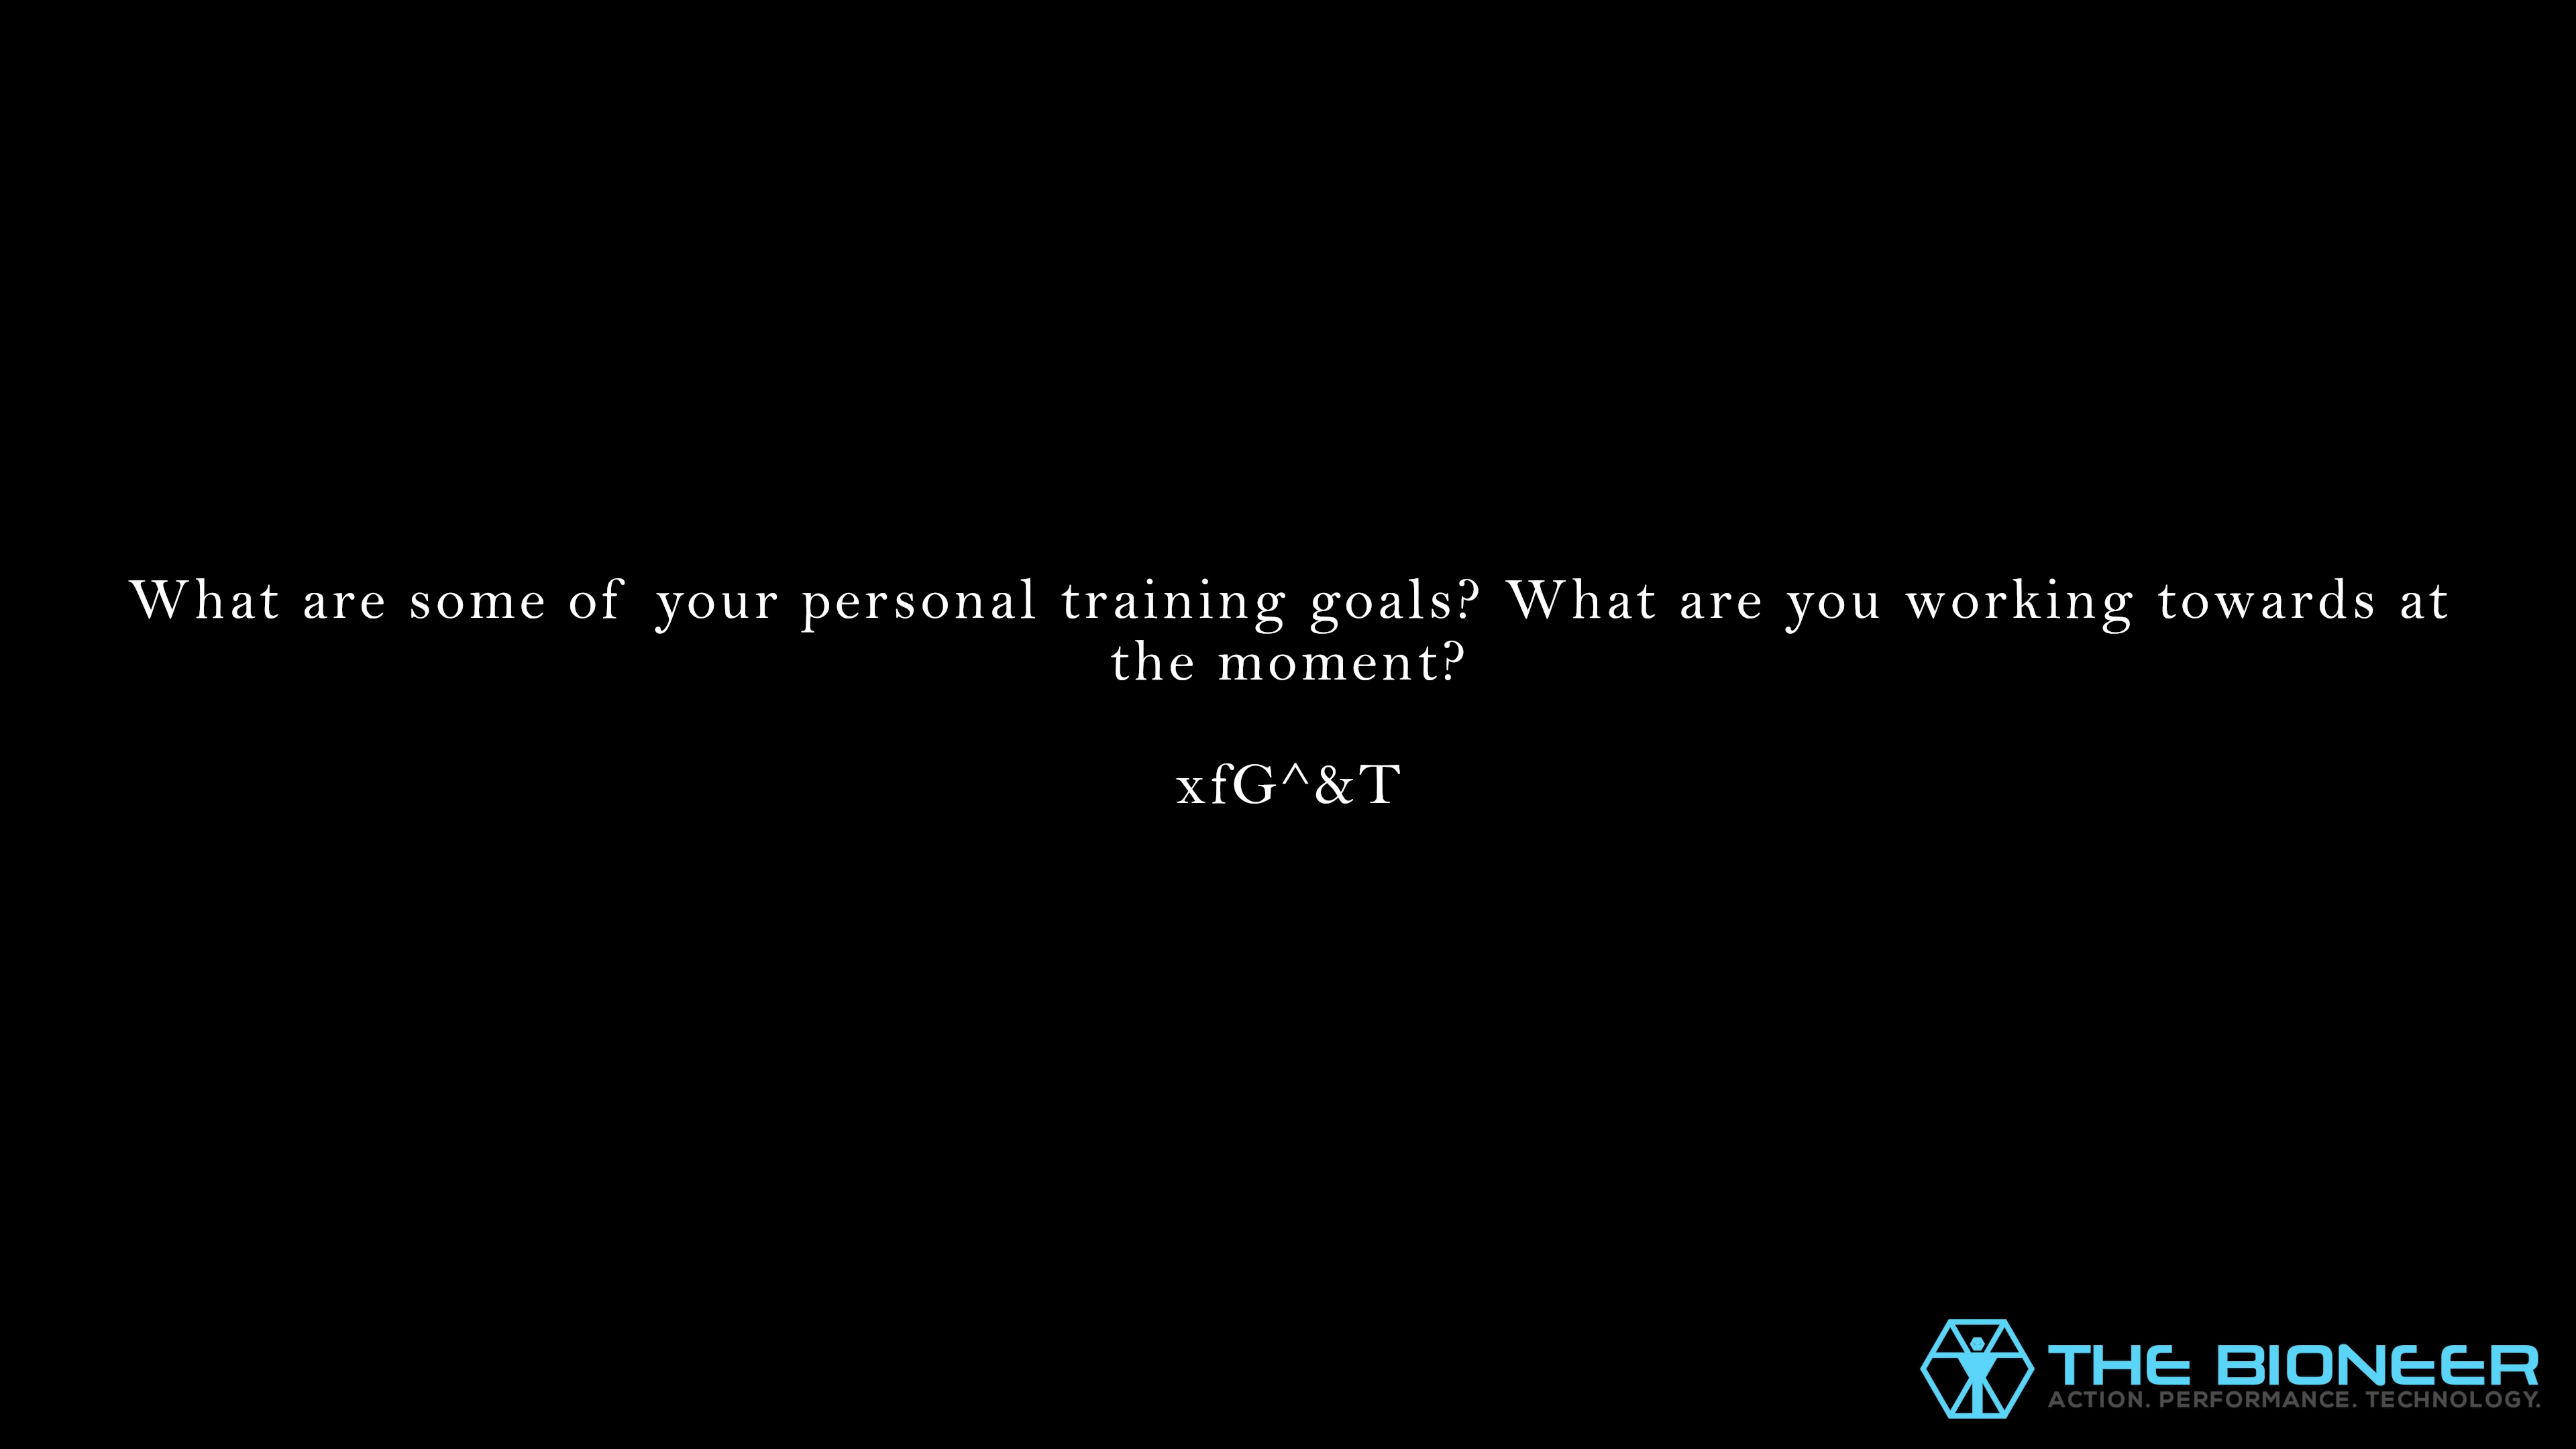 What are some of your personal training goals? What are you working towards at
the moment?
xfG^&T
THE BIONEER
ACTION. PERFORMANCE. TECHNOLOGY.